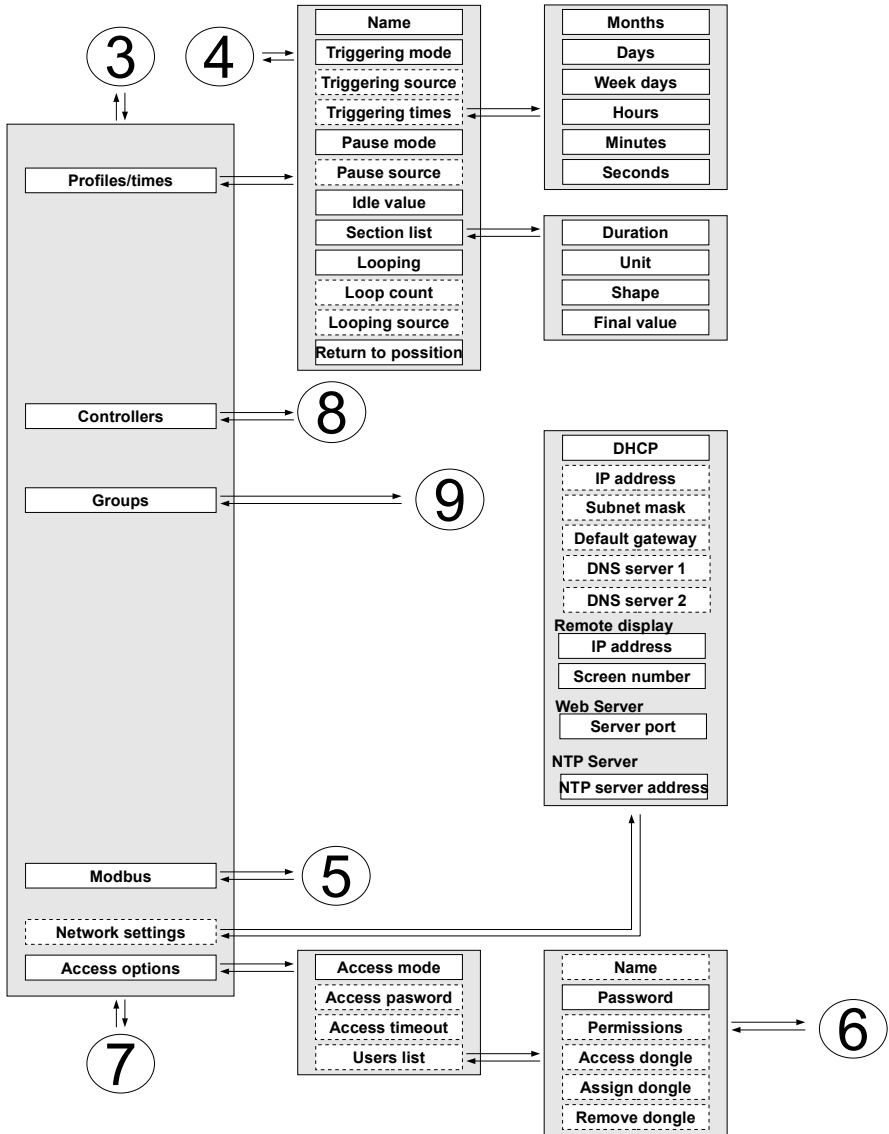 3
4
Name
Triggering mode
Triggering source
Triggering times
Pause mode
Pause source
Idle value
Section list
Looping
Loop count
Looping source
Return to possition
Months
Days
Week days
Hours
Minutes
Seconds
Duration
Unit
Shape
Final value
Profiles/times
Controllers
8
Groups
9
DHCP
IP address
Subnet mask
Default gateway
DNS server 1
DNS server 2
Remote display
IP address
Screen number
Web Server
Server port
NTP Server
NTP server address
Modbus
5
Network settings
Access options
7
Access mode
Access pasword
Access timeout
Users list
Name
Password
Permissions
Access dongle
Assign dongle
Remove dongle
6